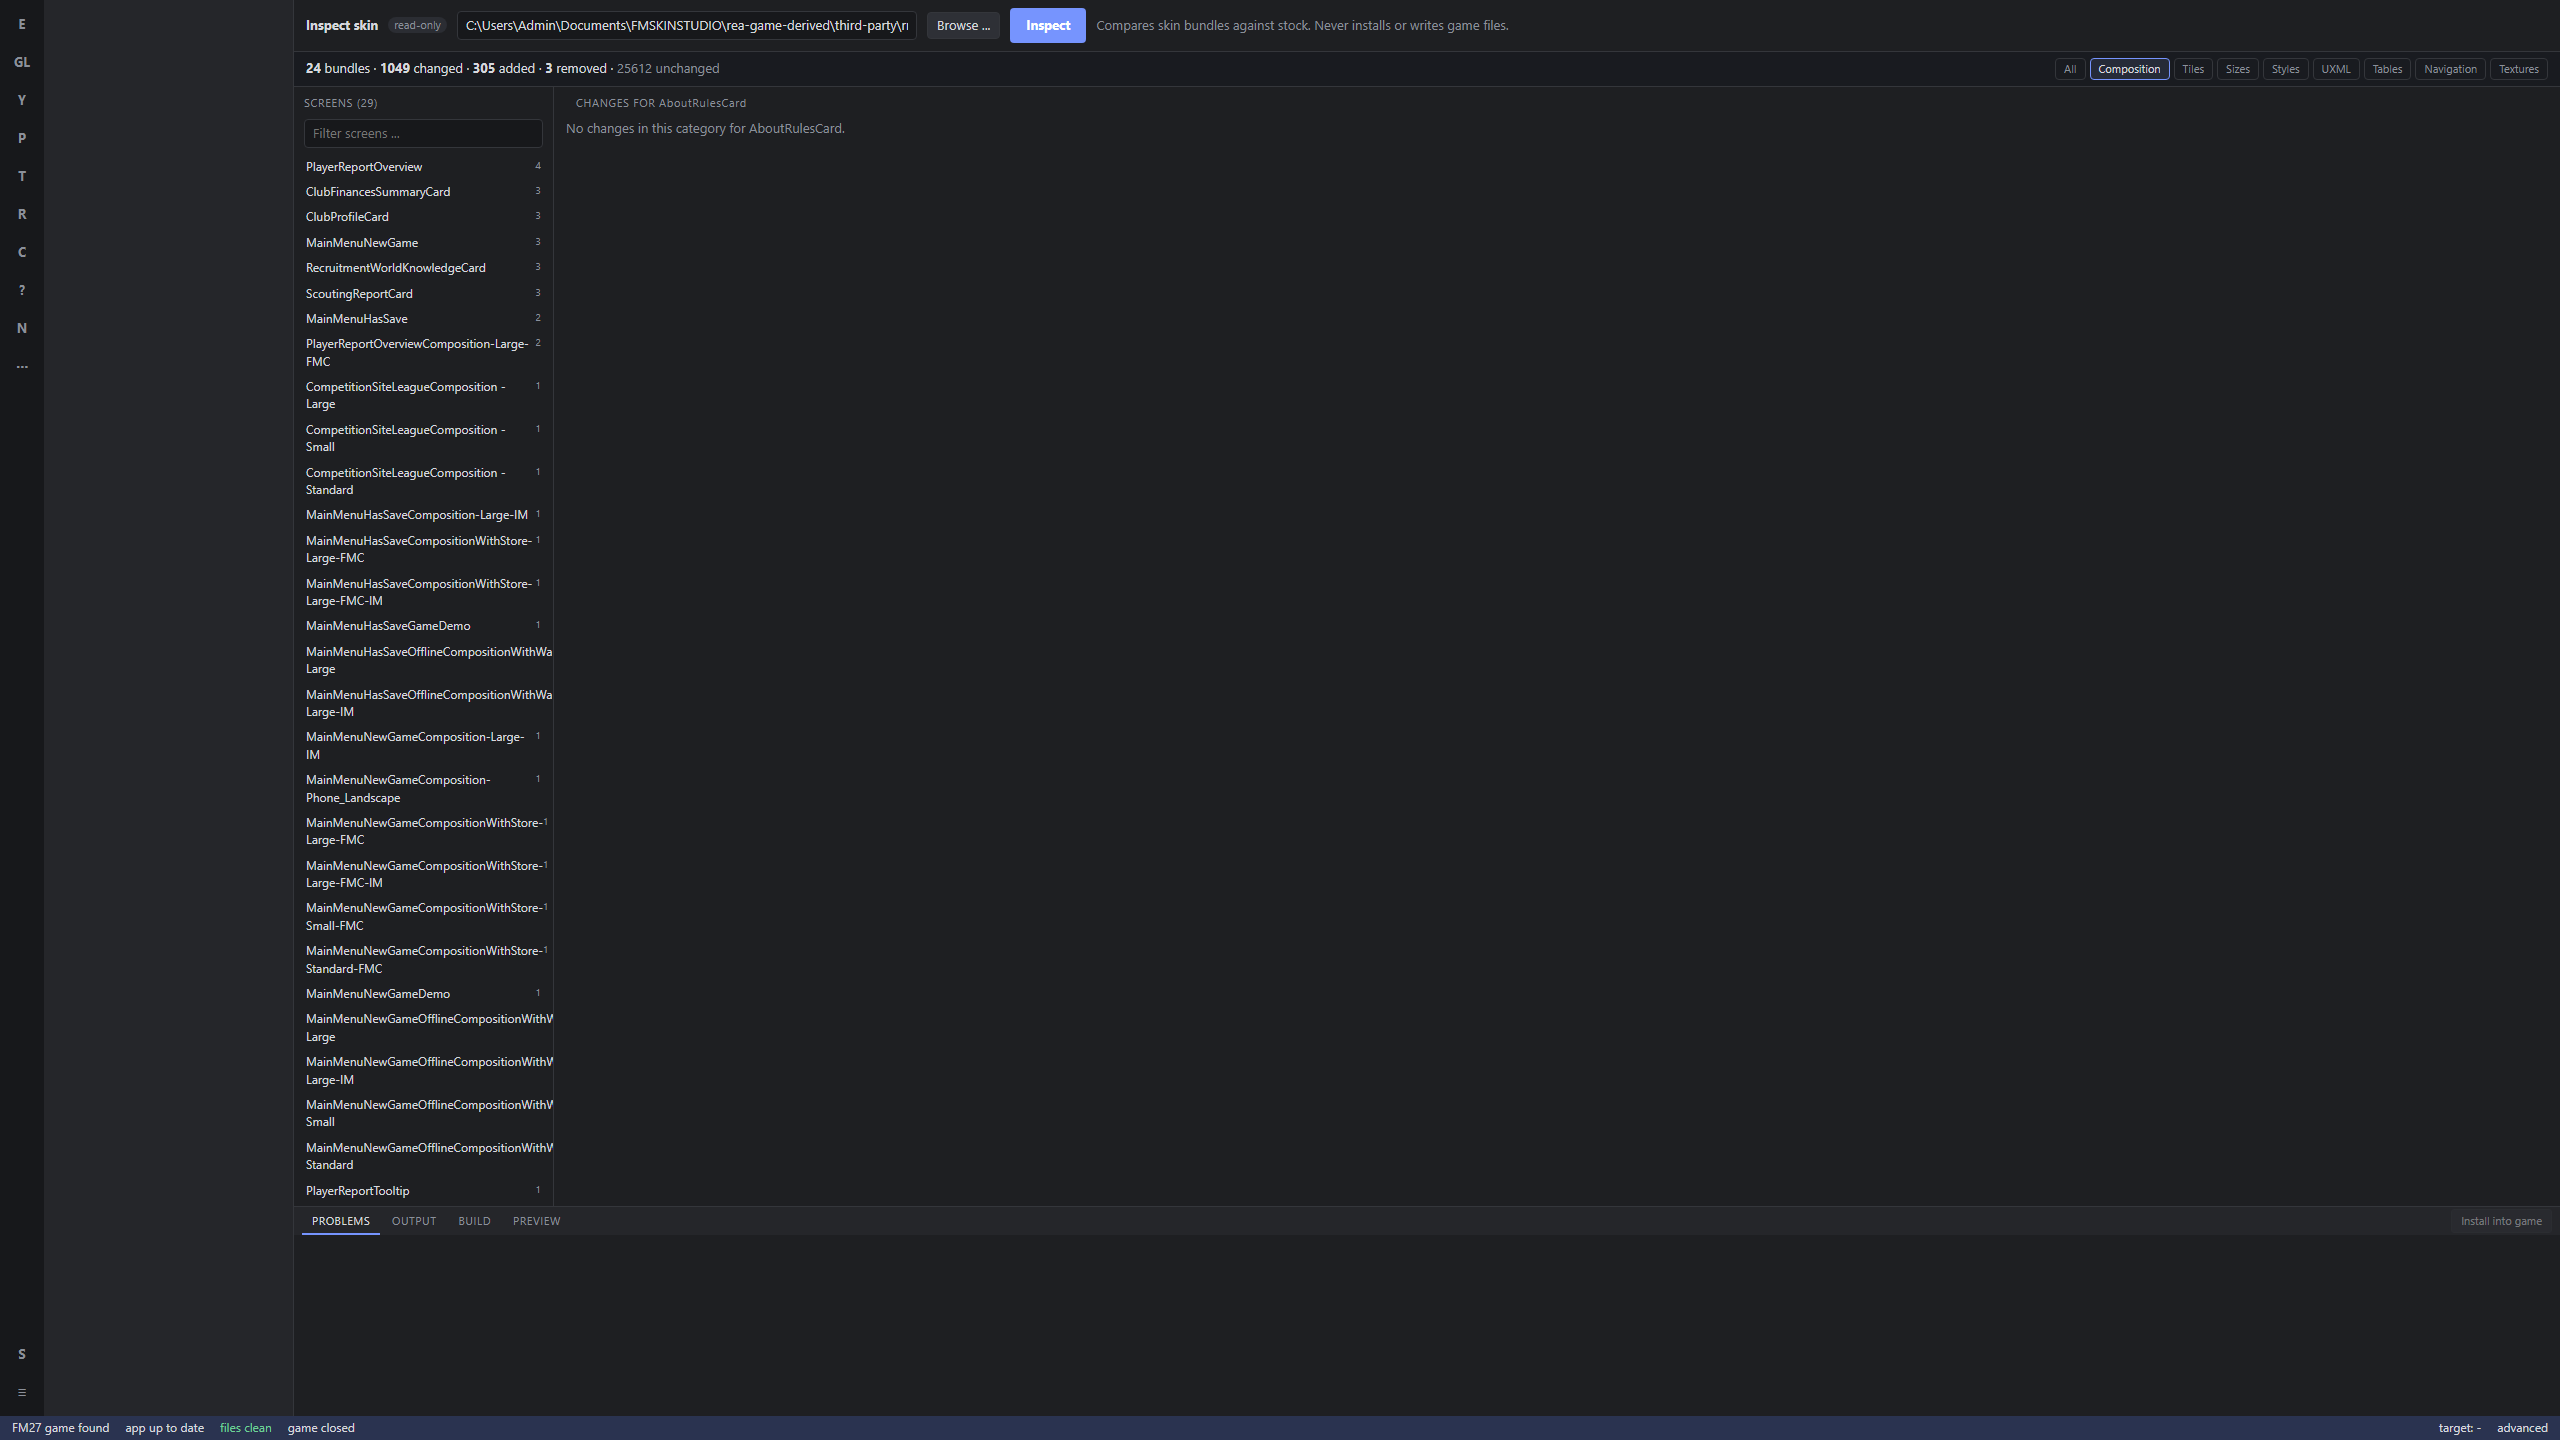 E
GL
Y
P
T
R
C
?
N
...
S
☰
Inspect skin
read-only
C:\Users\Admin\Documents\FMSKINSTUDIO\rea-game-derived\third-party\r
Browse ...
Inspect
Compares skin bundles against stock. Never installs or writes game files.
24 bundles · 1049 changed · 305 added · 3 removed · 25612 unchanged
All
Composition
Tiles
Sizes
Styles
UXML
Tables
Navigation
Textures
SCREENS (29)
Filter screens ...
PlayerReportOverview 4
ClubFinancesSummaryCard 3
ClubProfileCard 3
MainMenuNewGame 3
RecruitmentWorldKnowledgeCard 3
ScoutingReportCard 3
MainMenuHasSave 2
PlayerReportOverviewComposition-Large- 2
FMC
CompetitionSiteLeagueComposition - 1
Large
CompetitionSiteLeagueComposition - 1
Small
CompetitionSiteLeagueComposition - 1
Standard
MainMenuHasSaveComposition-Large-IM 1
MainMenuHasSaveCompositionWithStore- 1
Large-FMC
MainMenuHasSaveCompositionWithStore- 1
Large-FMC-IM
MainMenuHasSaveGameDemo 1
MainMenuHasSaveOfflineCompositionWithWa
Large
MainMenuHasSaveOfflineCompositionWithWa
Large-IM
MainMenuNewGameComposition-Large- 1
IM
MainMenuNewGameComposition- 1
Phone_Landscape
MainMenuNewGameCompositionWithStore- 1
Large-FMC
MainMenuNewGameCompositionWithStore- 1
Large-FMC-IM
MainMenuNewGameCompositionWithStore- 1
Small-FMC
MainMenuNewGameCompositionWithStore- 1
Standard-FMC
MainMenuNewGameDemo 1
MainMenuNewGameOfflineCompositionWithW
Large
MainMenuNewGameOfflineCompositionWithW
Large-IM
MainMenuNewGameOfflineCompositionWithW
Small
MainMenuNewGameOfflineCompositionWithW
Standard
PlayerReportTooltip 1
CHANGES FOR AboutRulesCard
No changes in this category for AboutRulesCard.
PROBLEMS
OUTPUT
BUILD
PREVIEW
Install into game
FM27 game found
app up to date
files clean
game closed
target: -
advanced